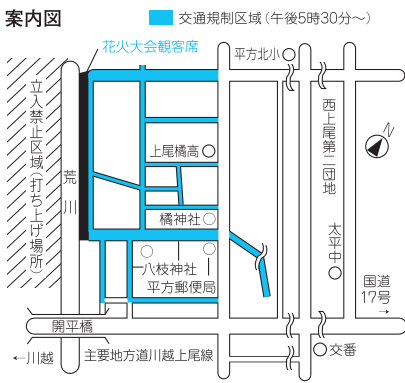 案内図
交通規制区域(午後5時30分〜)
花火大会観客席
平方北小
立入禁止区域(打ち上げ場所)
荒川
上尾橘高
西上尾第二団地
N
橘神社
太平中
八枝神社
平方郵便局
国道
17号
→
開平橋
←川越
主要地方道川越上尾線
交番